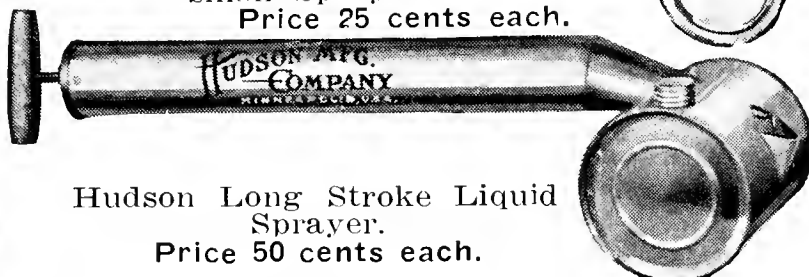 Price 25 cents each.
HUDSON MFG.
COMPANY
MINNEAPOLIS, U.S.A.
Hudson Long Stroke Liquid
Sprayer.
Price 50 cents each.